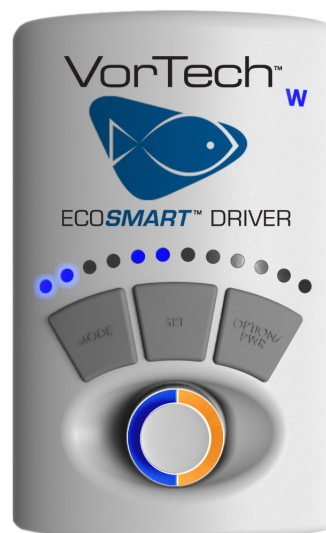 VorTech™
W
ECOSMART™ DRIVER
MODE
SET
OPTION/
PWR